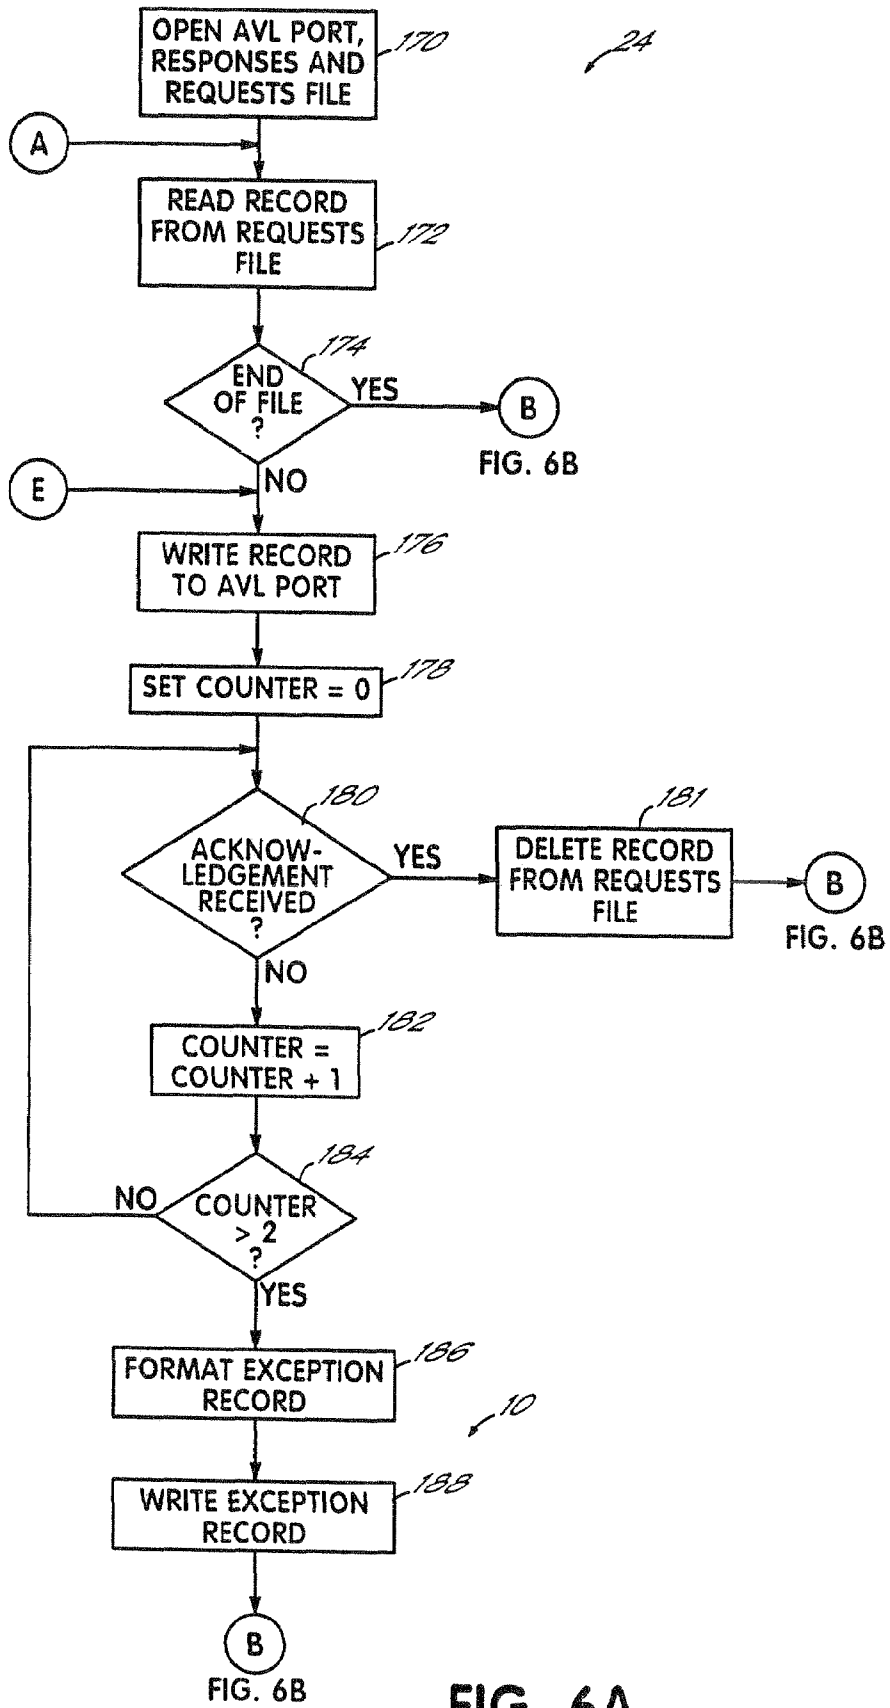 OPEN AVL PORT,
RESPONSES AND
REQUESTS FILE
170
24
A
READ RECORD
FROM REQUESTS
FILE
172
174
END
OF FILE
?
YES
B
FIG. 6B
NO
E
WRITE RECORD
TO AVL PORT
176
SET COUNTER = 0
178
180
ACKNOW-
LEDGEMENT
RECEIVED
?
YES
181
DELETE RECORD
FROM REQUESTS
FILE
B
FIG. 6B
NO
COUNTER =
COUNTER + 1
182
184
COUNTER
> 2
?
NO
YES
FORMAT EXCEPTION
RECORD
186
10
WRITE EXCEPTION
RECORD
188
B
FIG. 6B
FIG. 6A